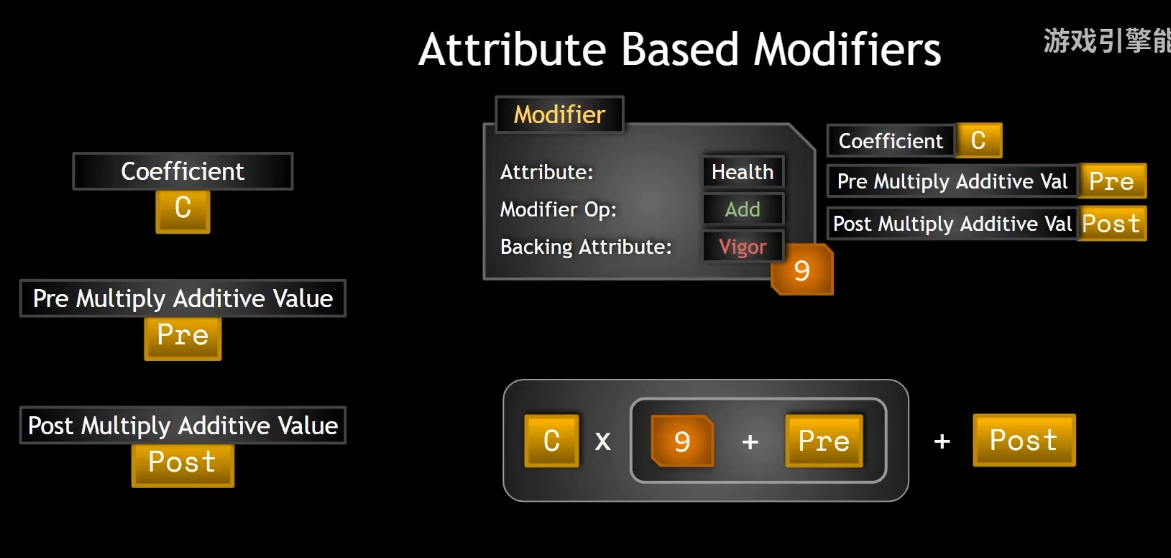 Attribute Based Modifiers
游戏引擎能
Coefficient
C
Pre Multiply Additive Value
Pre
Post Multiply Additive Value
Post
Modifier
Attribute: Health
Modifier Op: Add
Backing Attribute: Vigor
9
Coefficient C
Pre Multiply Additive Val Pre
Post Multiply Additive Val Post
C x 9 + Pre + Post